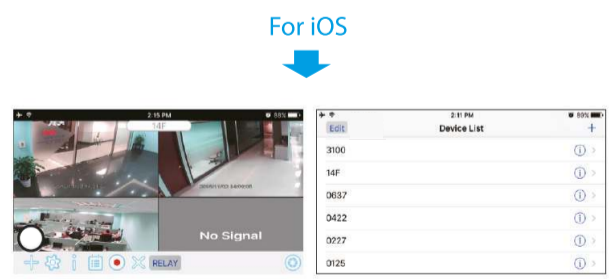 For iOS
2:15 PM
88%
14F
No Signal
RELAY
2:11 PM
89%
Edit
Device List
+
3100
14F
0637
0422
0227
0125